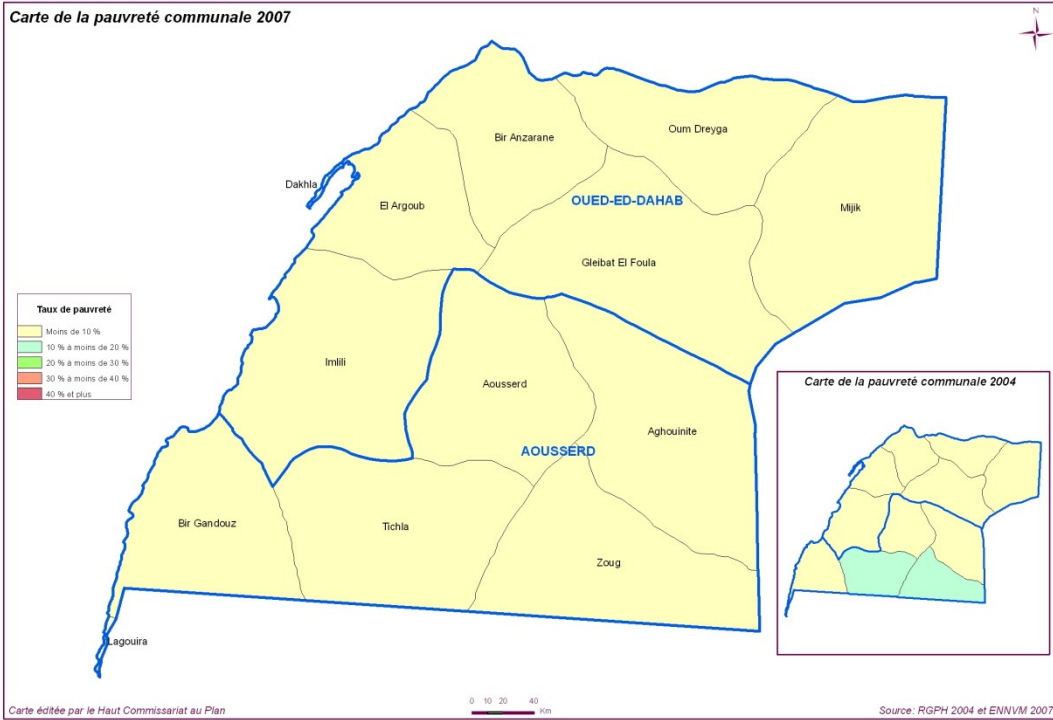 Carte de la pauvreté communale 2007
N
Bir Anzarane
Oum Dreyga
Dakhla
El Argoub
OUED-ED-DAHAB
Mijik
Gleibat El Foula
Taux de pauvreté
Moins de 10 %
10 % à moins de 20 %
20 % à moins de 30 %
30 % à moins de 40 %
40 % et plus
Imlili
Aousserd
Aghouinite
AOUSSERD
Bir Gandouz
Tichla
Zoug
Lagouira
Carte de la pauvreté communale 2004
0 10 20 40
Km
Carte éditée par le Haut Commissariat au Plan
Source: RGPH 2004 et ENNVM 2007